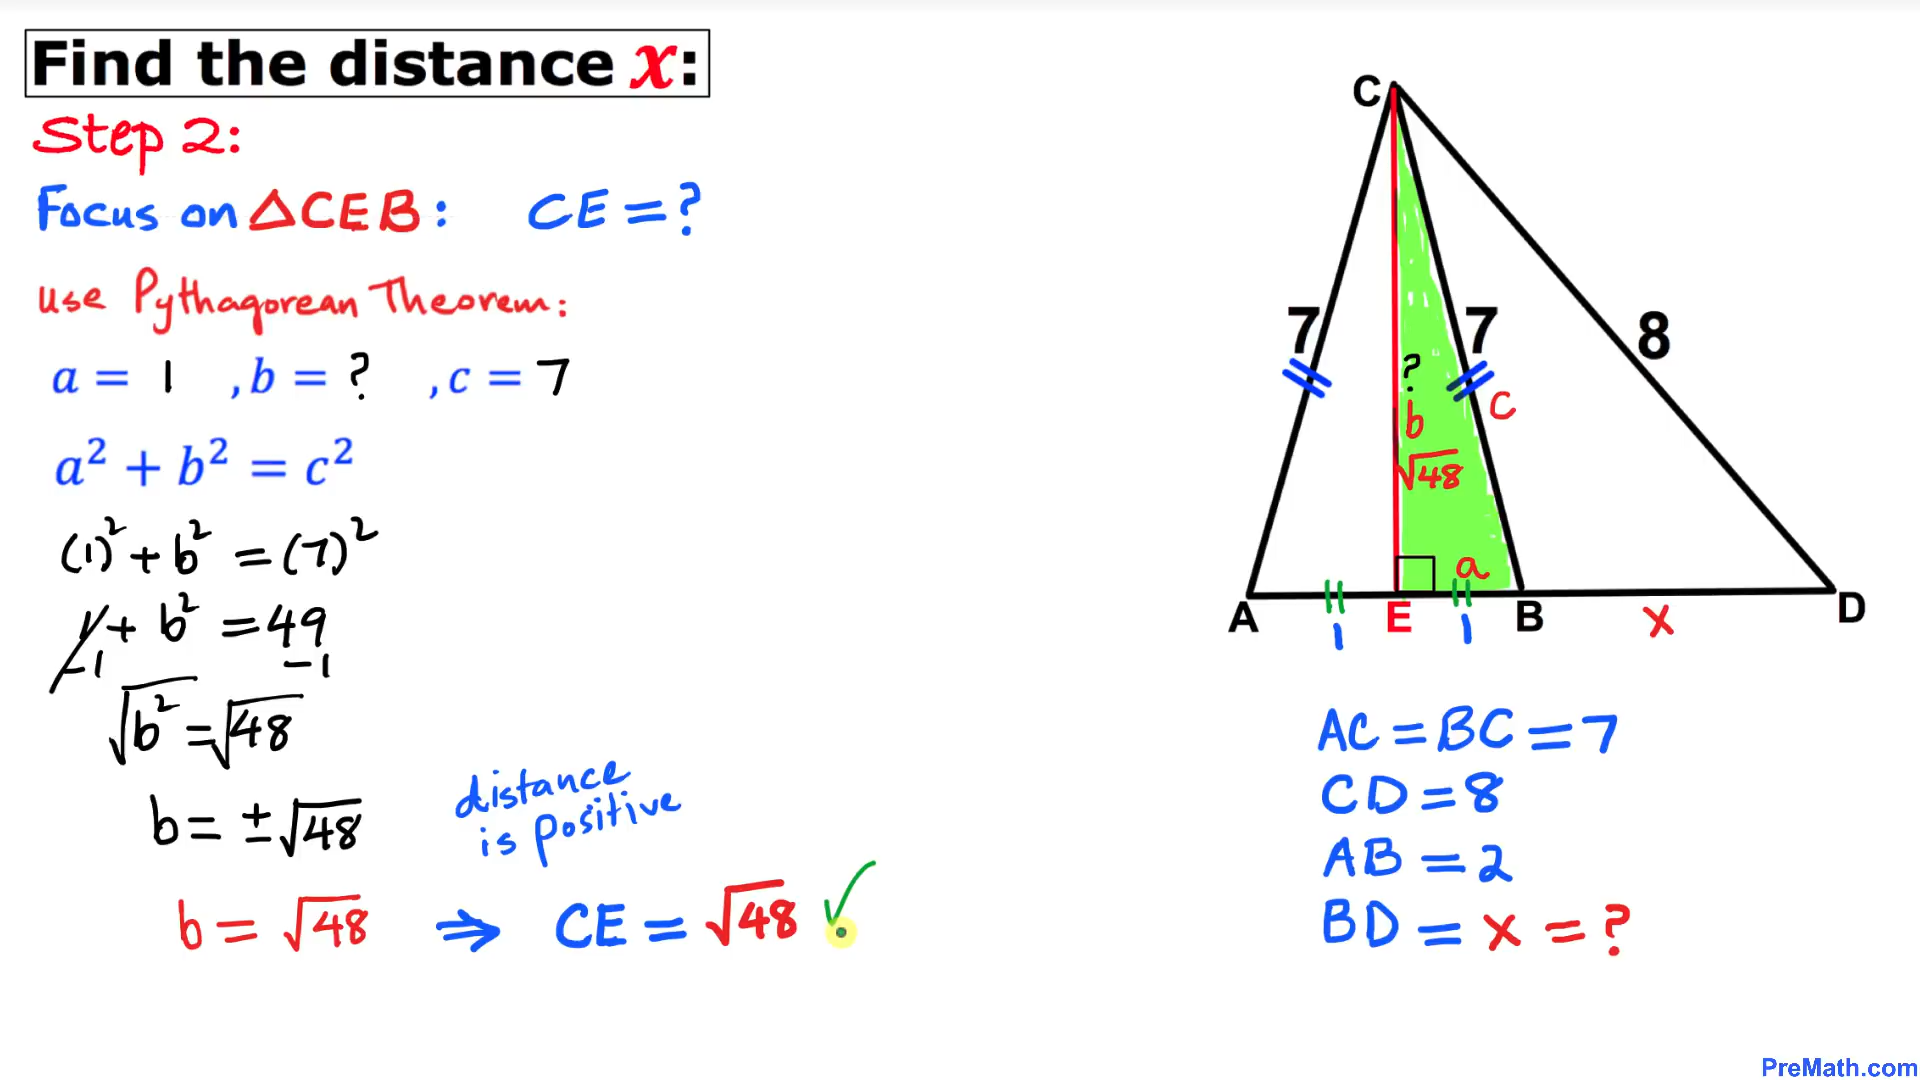 Find the distance x:
Step 2:
Focus on △CEB: CE = ?
use Pythagorean Theorem:
a = 1 , b = ? , c = 7
a² + b² = c²
(1)² + b² = (7)²
1 + b² = 49
-1 -1
√b² = √48
b = ±√48
distance
is positive
b = √48 ⇒ CE = √48 ✓
C
7
7
8
?
b
c
√48
a
A
E
B
D
1
1
x
AC = BC = 7
CD = 8
AB = 2
BD = x = ?
PreMath.com